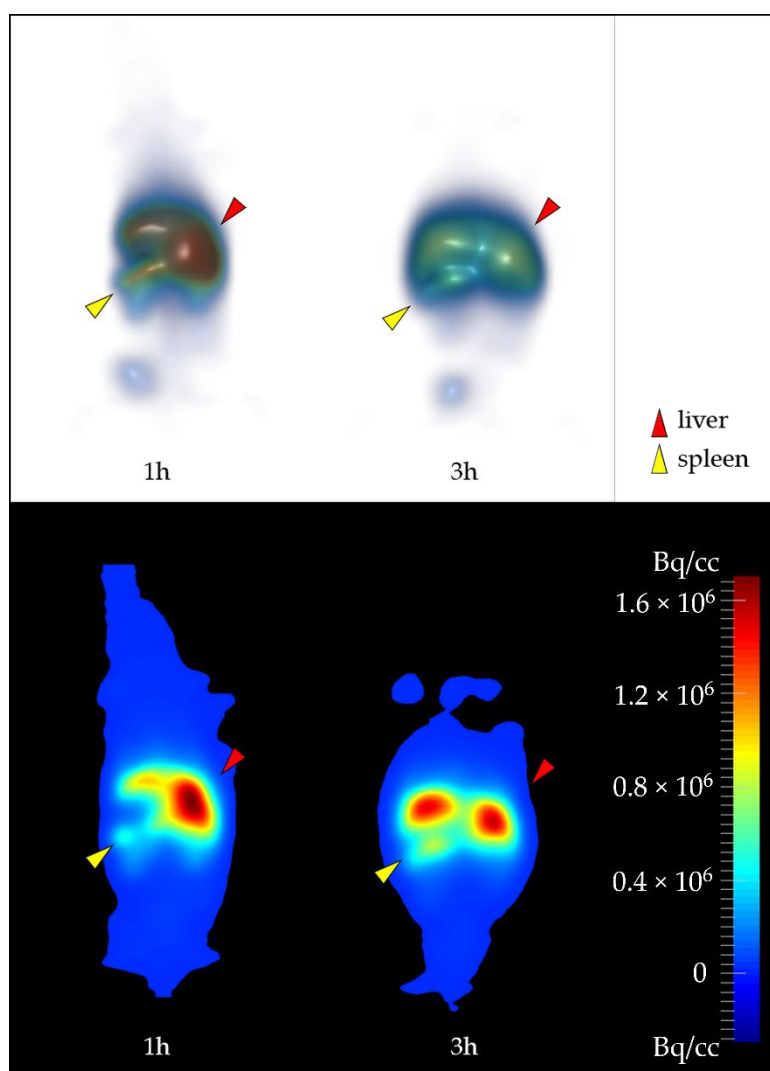 1h
3h
liver
spleen
Bq/cc
1.6 × 10⁶
1.2 × 10⁶
0.8 × 10⁶
0.4 × 10⁶
0
Bq/cc
1h
3h